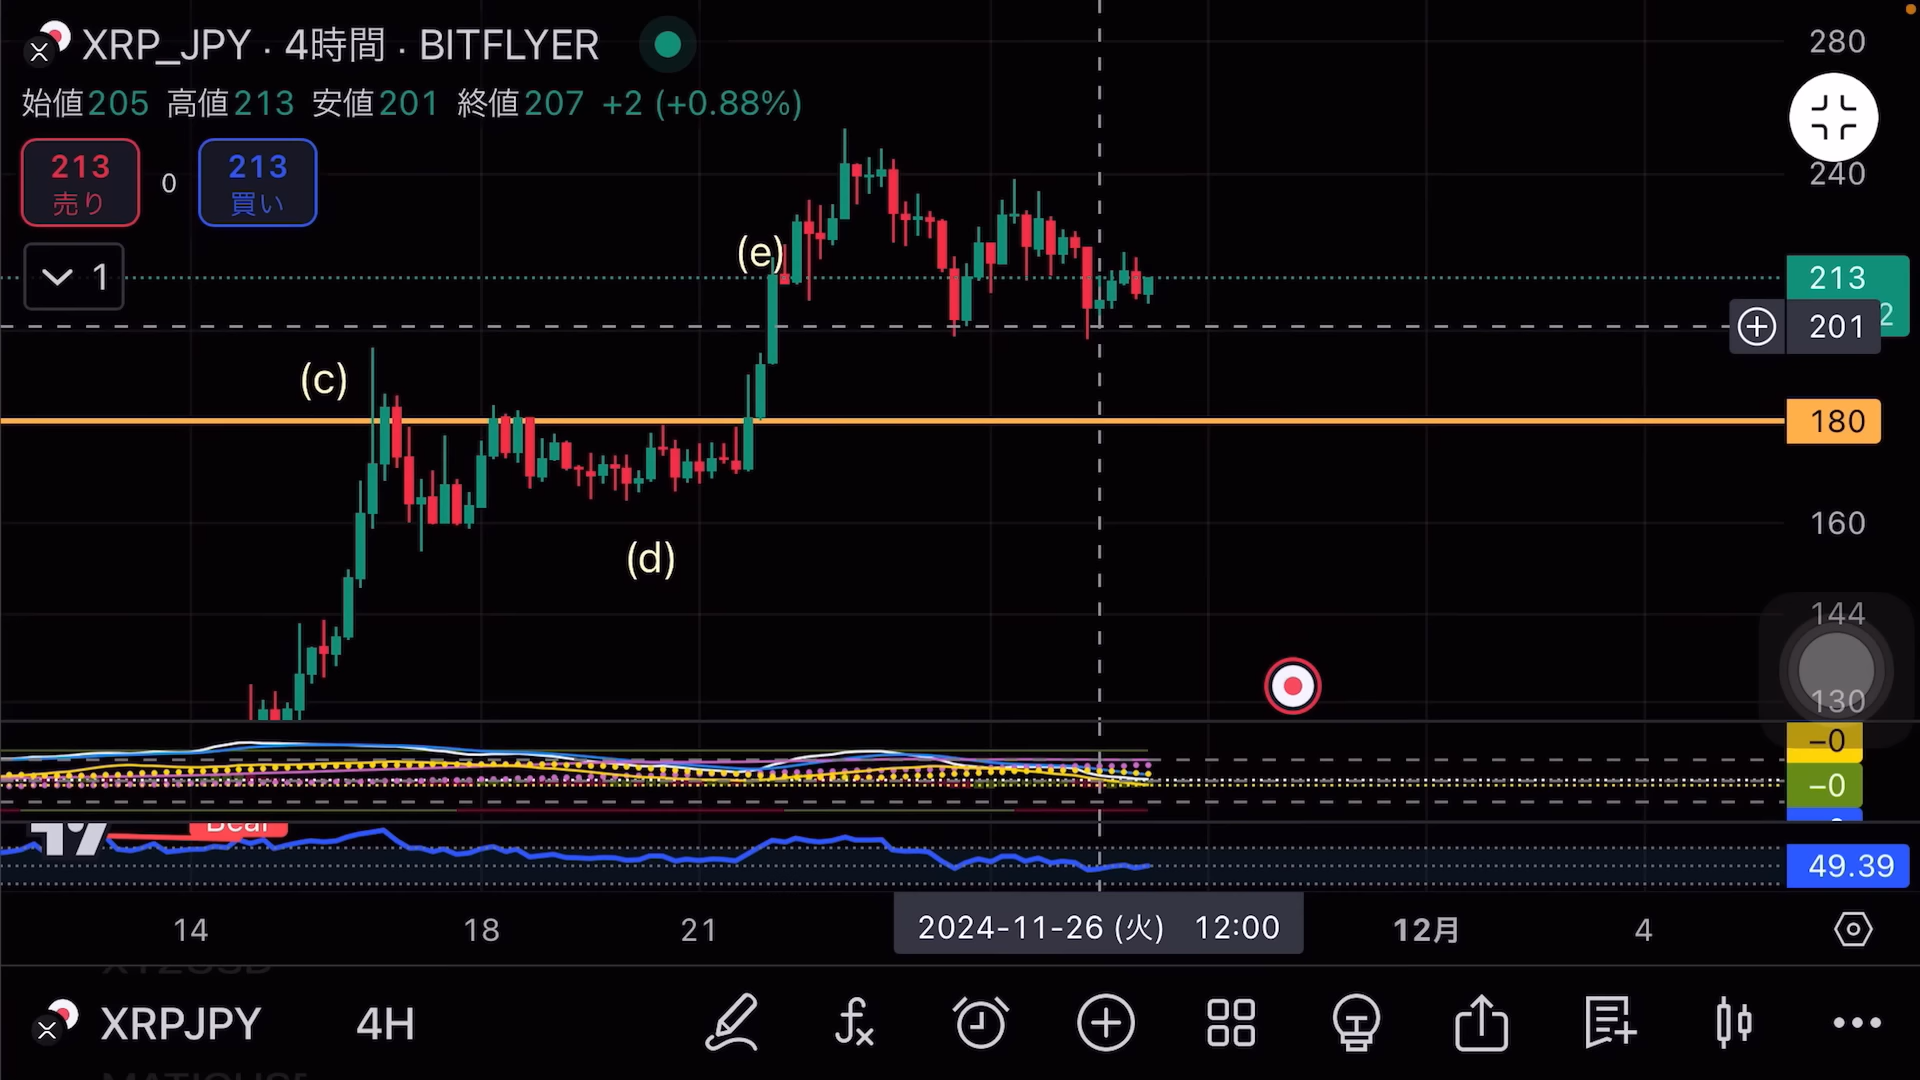 XRP_JPY · 4時間 · BITFLYER
始値205 高値213 安値201 終値207 +2 (+0.88%)
213 売り
0
213 買い
1
(c)
(d)
(e)
280
240
213
2
201
180
160
144
130
−0
−0
Bear
49.39
14 18 21 2024-11-26 (火) 12:00 12月 4
XRPJPY 4H